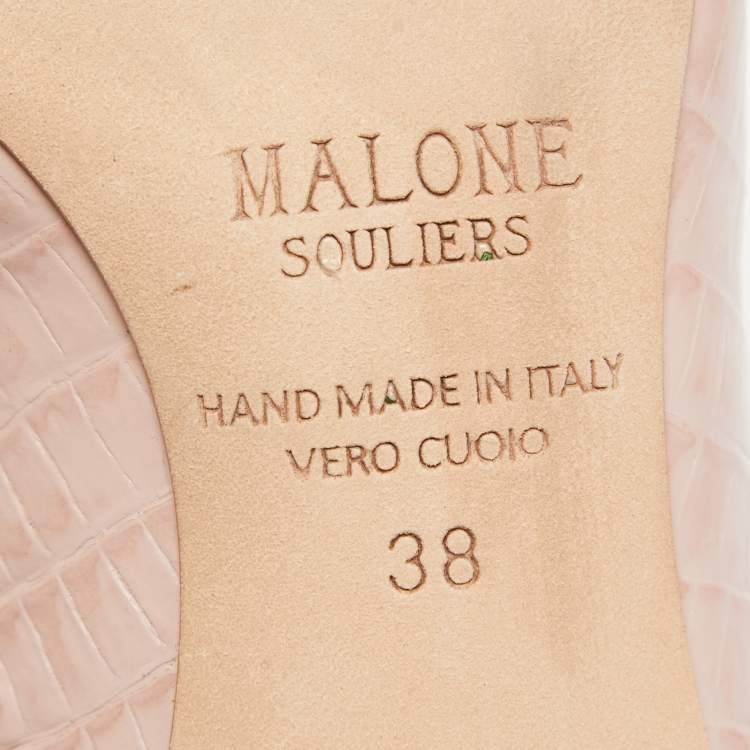 MALONE
SOULIERS
HAND MADE IN ITALY
VERO CUOIO
38